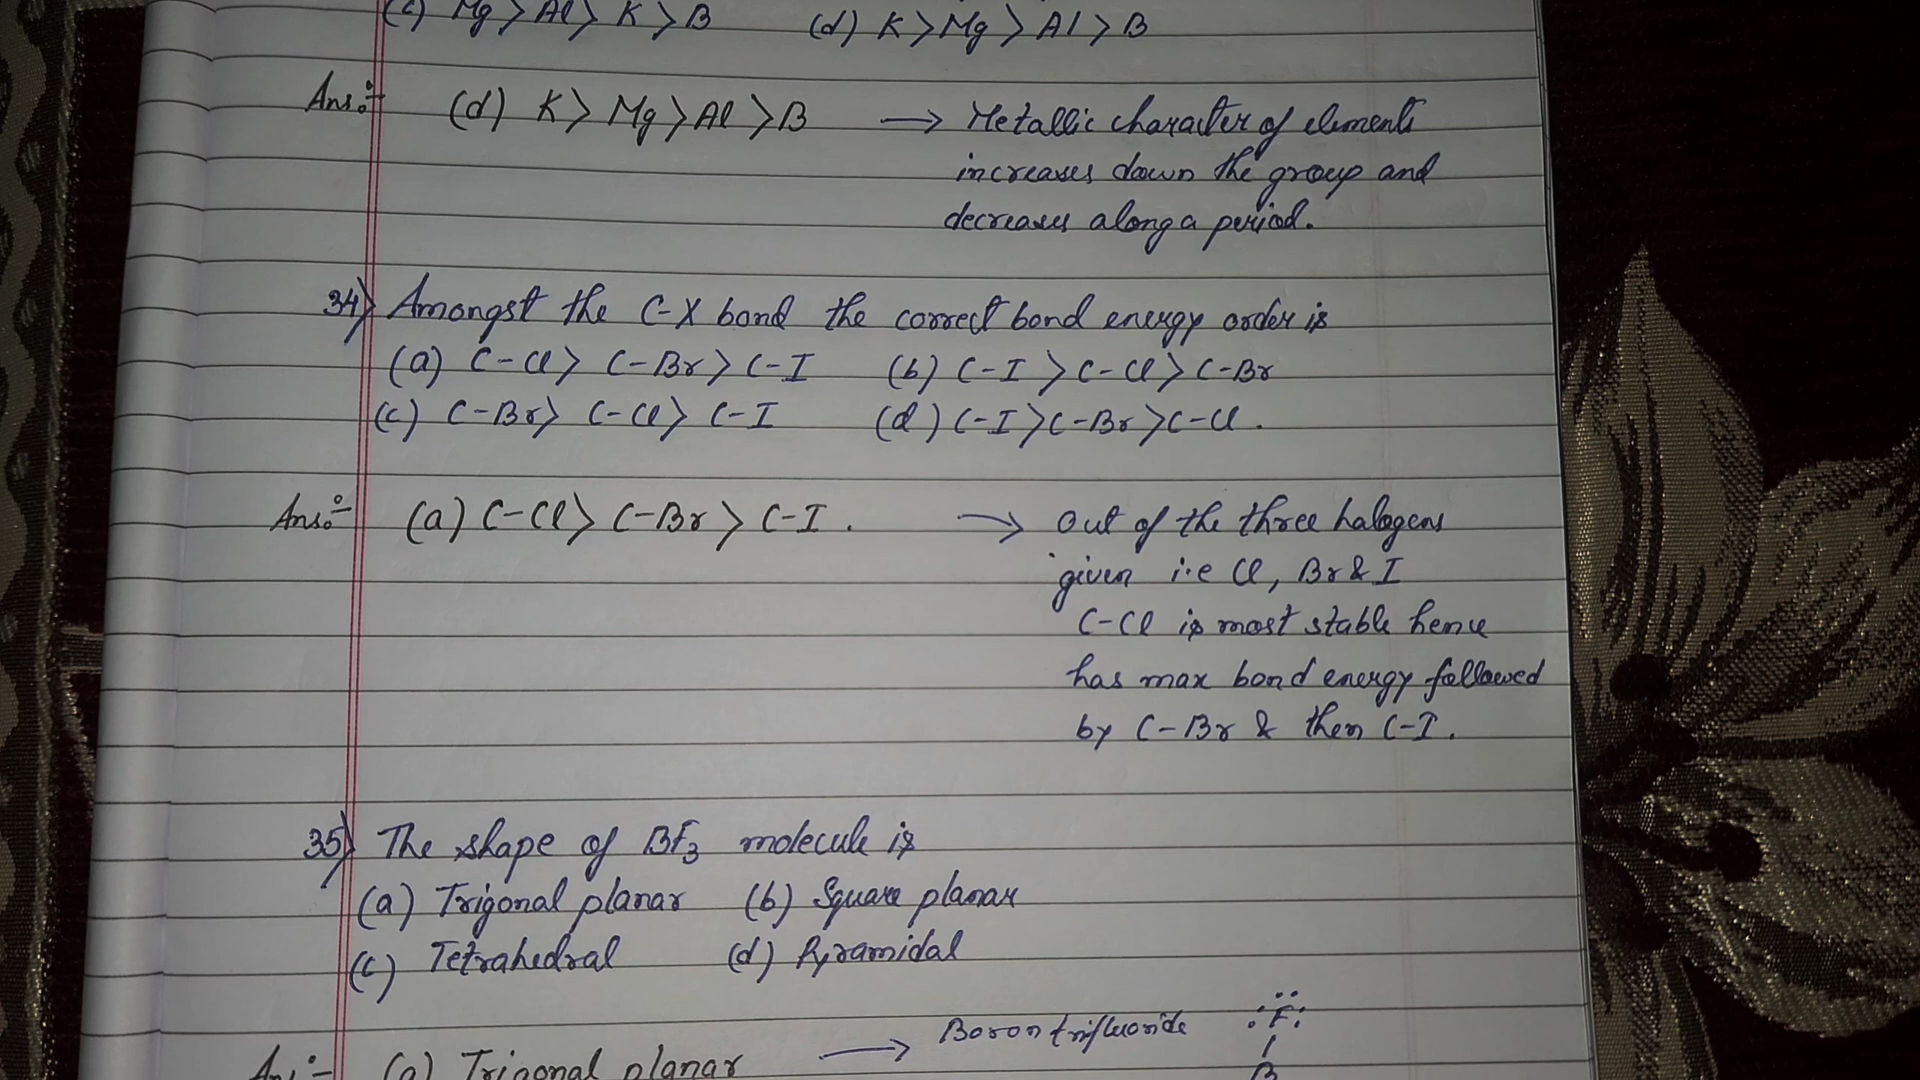 (c) Mg > Al > K > B (d) K > Mg > Al > B
Ans:- (d) K > Mg > Al > B → Metallic character of elements
increases down the group and
decreases along a period.
34) Amongst the C-X bond the correct bond energy order is
(a) C-Cl > C-Br > C-I (b) C-I > C-Cl > C-Br
(c) C-Br > C-Cl > C-I (d) C-I > C-Br > C-Cl.
Ans:- (a) C-Cl > C-Br > C-I. → Out of the three halogens
given i.e Cl, Br & I
C-Cl is most stable hence
has max bond energy followed
by C-Br & then C-I.
35) The shape of BF3 molecule is
(a) Trigonal planar (b) Square planar
(c) Tetrahedral (d) Pyramidal
:F:
Ans:- (a) Trigonal planar → Boron trifluoride
B